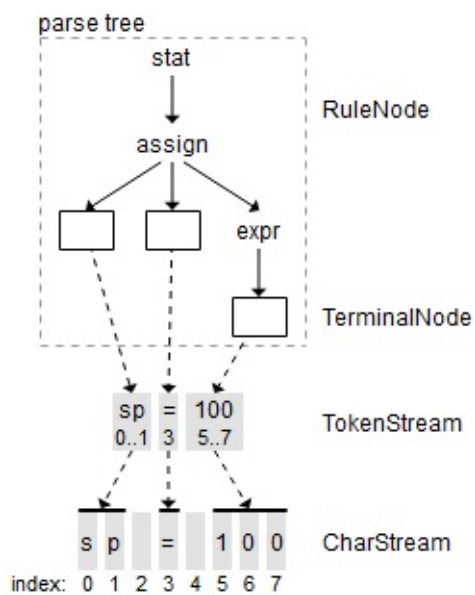 parse tree
stat
RuleNode
assign
expr
TerminalNode
sp = 100
0..1 3 5..7
TokenStream
s p = 1 0 0
CharStream
index: 0 1 2 3 4 5 6 7